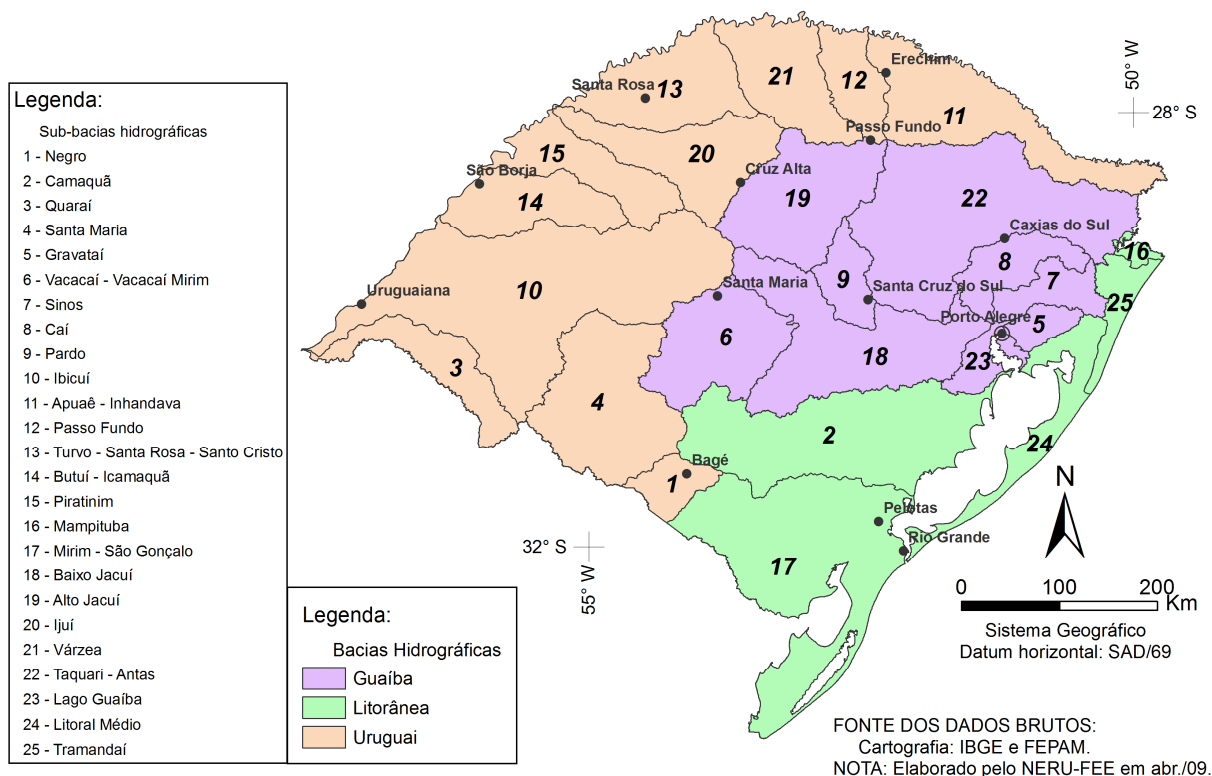 Legenda:
Sub-bacias hidrográficas
1 - Negro
2 - Camaquã
3 - Quaraí
4 - Santa Maria
5 - Gravataí
6 - Vacacaí - Vacacaí Mirim
7 - Sinos
8 - Caí
9 - Pardo
10 - Ibicuí
11 - Apuaê - Inhandava
12 - Passo Fundo
13 - Turvo - Santa Rosa - Santo Cristo
14 - Butuí - Icamaquã
15 - Piratinim
16 - Mampituba
17 - Mirim - São Gonçalo
18 - Baixo Jacuí
19 - Alto Jacuí
20 - Ijuí
21 - Várzea
22 - Taquari - Antas
23 - Lago Guaíba
24 - Litoral Médio
25 - Tramandaí
Legenda:
Bacias Hidrográficas
Guaíba
Litorânea
Uruguai
50° W
28° S
Erechim
21
12
Santa Rosa
13
11
Passo Fundo
15
20
São Borja
Cruz Alta
14
19
22
Caxias do Sul
16
8
7
9
Uruguaiana
10
Santa Maria
Santa Cruz do Sul
25
Porto Alegre
5
6
18
23
3
4
2
24
Bagé
1
N
Pelotas
Rio Grande
32° S
55° W
17
0 100 200
Km
Sistema Geográfico
Datum horizontal: SAD/69
FONTE DOS DADOS BRUTOS:
Cartografia: IBGE e FEPAM.
NOTA: Elaborado pelo NERU-FEE em abr./09.